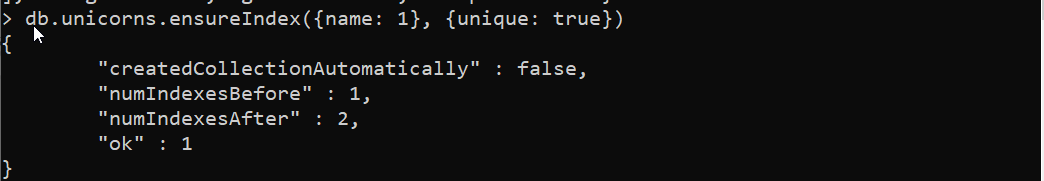 > db.unicorns.ensureIndex({name: 1}, {unique: true})
{
        "createdCollectionAutomatically" : false,
        "numIndexesBefore" : 1,
        "numIndexesAfter" : 2,
        "ok" : 1
}